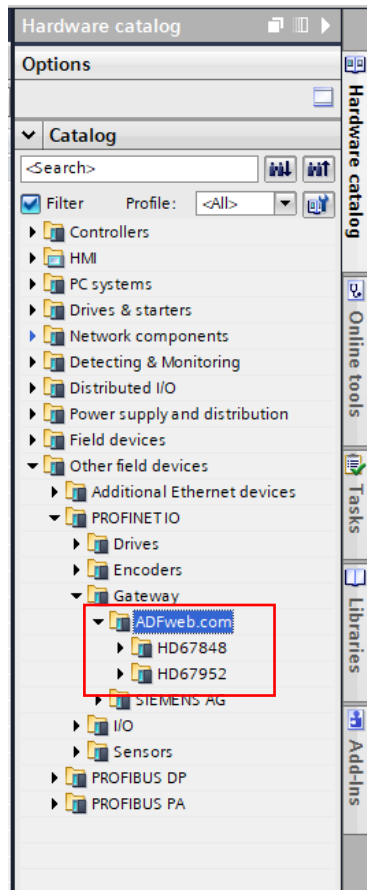 Hardware catalog
Options
Catalog
<Search>
Filter Profile: <All>
Controllers
HMI
PC systems
Drives & starters
Network components
Detecting & Monitoring
Distributed I/O
Power supply and distribution
Field devices
Other field devices
Additional Ethernet devices
PROFINET IO
Drives
Encoders
Gateway
ADFweb.com
HD67848
HD67952
SIEMENS AG
I/O
Sensors
PROFIBUS DP
PROFIBUS PA
Hardware catalog
Online tools
Tasks
Libraries
Add-Ins